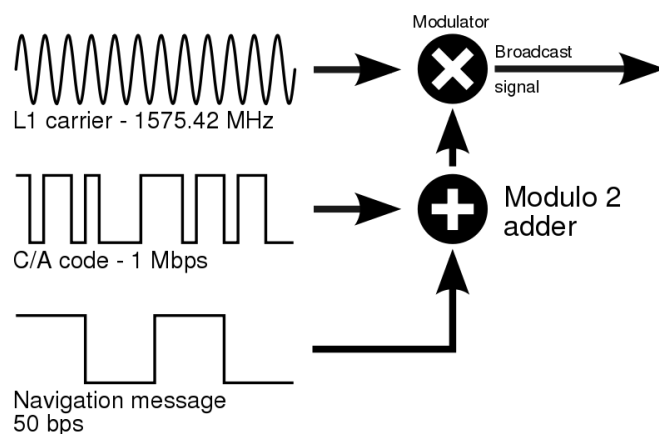 Modulator
Broadcast
signal
L1 carrier - 1575.42 MHz
Modulo 2
adder
C/A code - 1 Mbps
Navigation message
50 bps